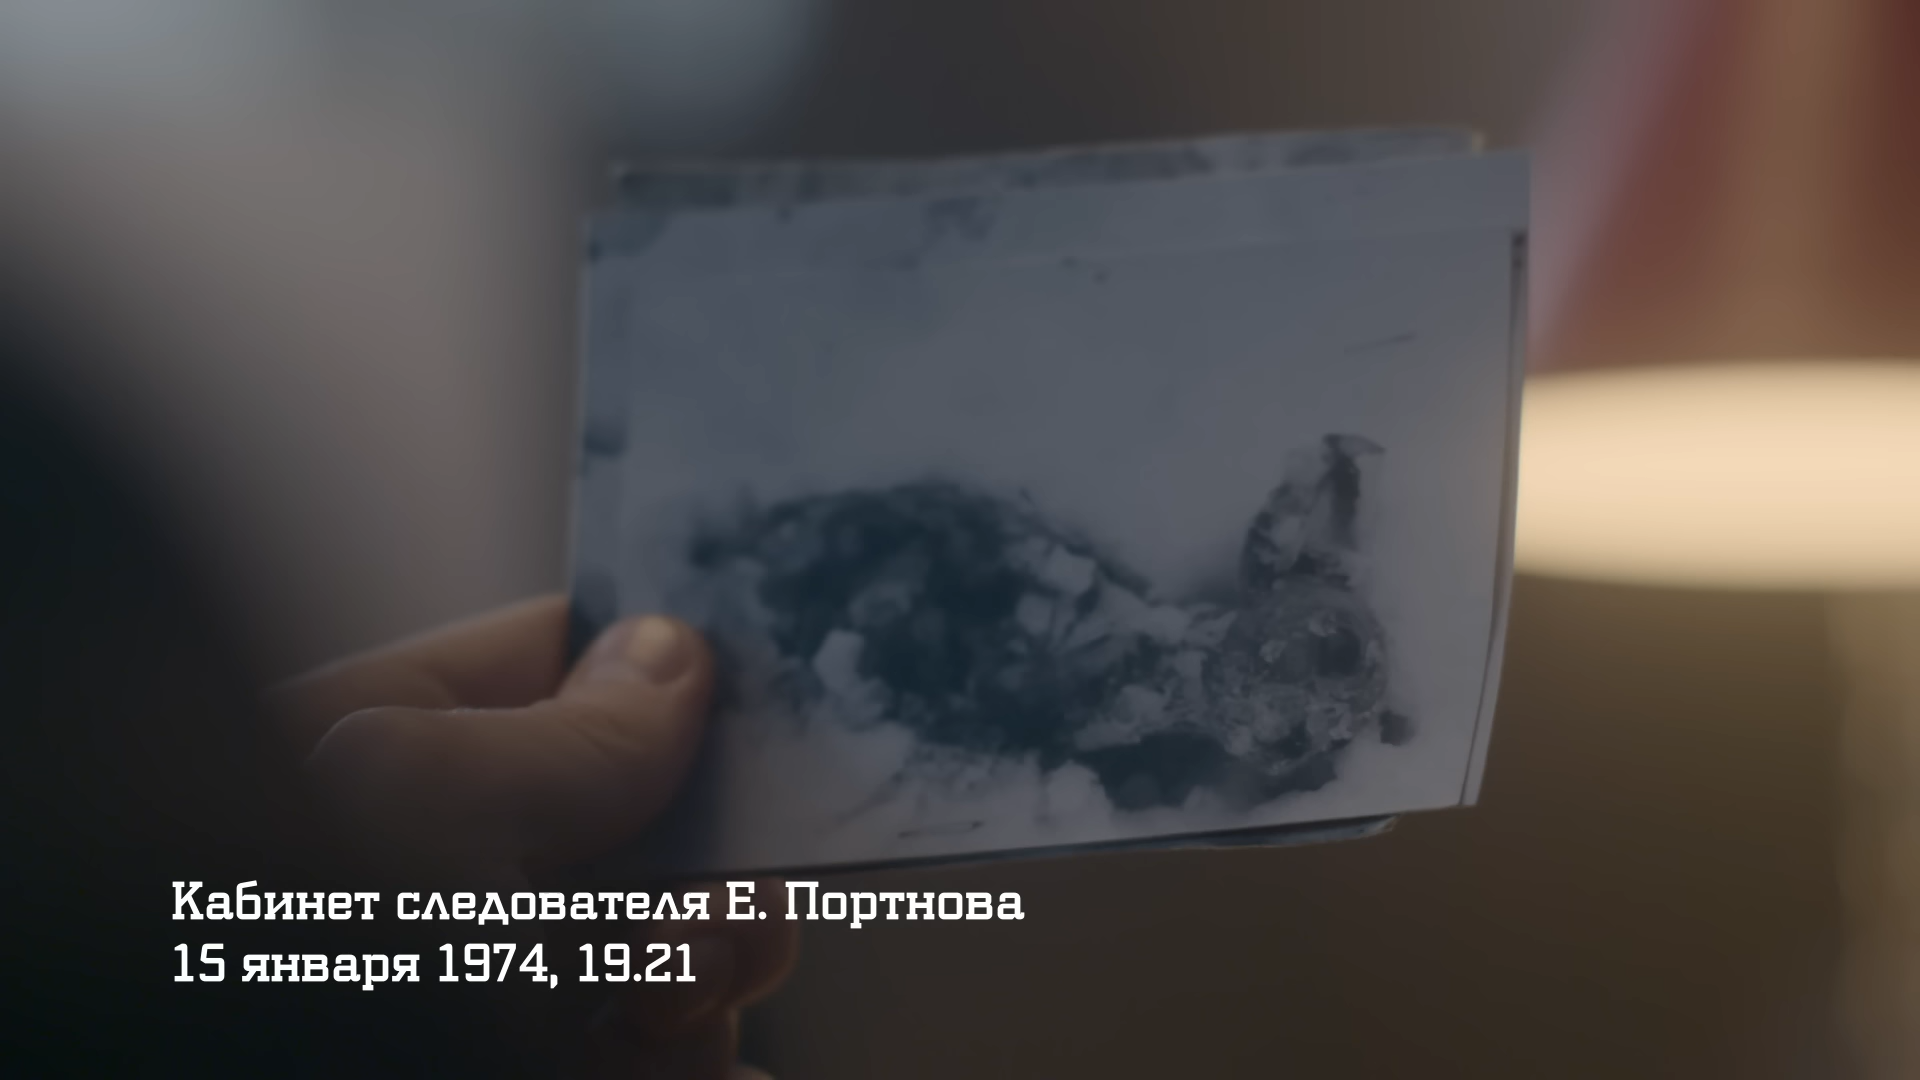 Кабинет следователя Е. Портнова
15 января 1974, 19.21